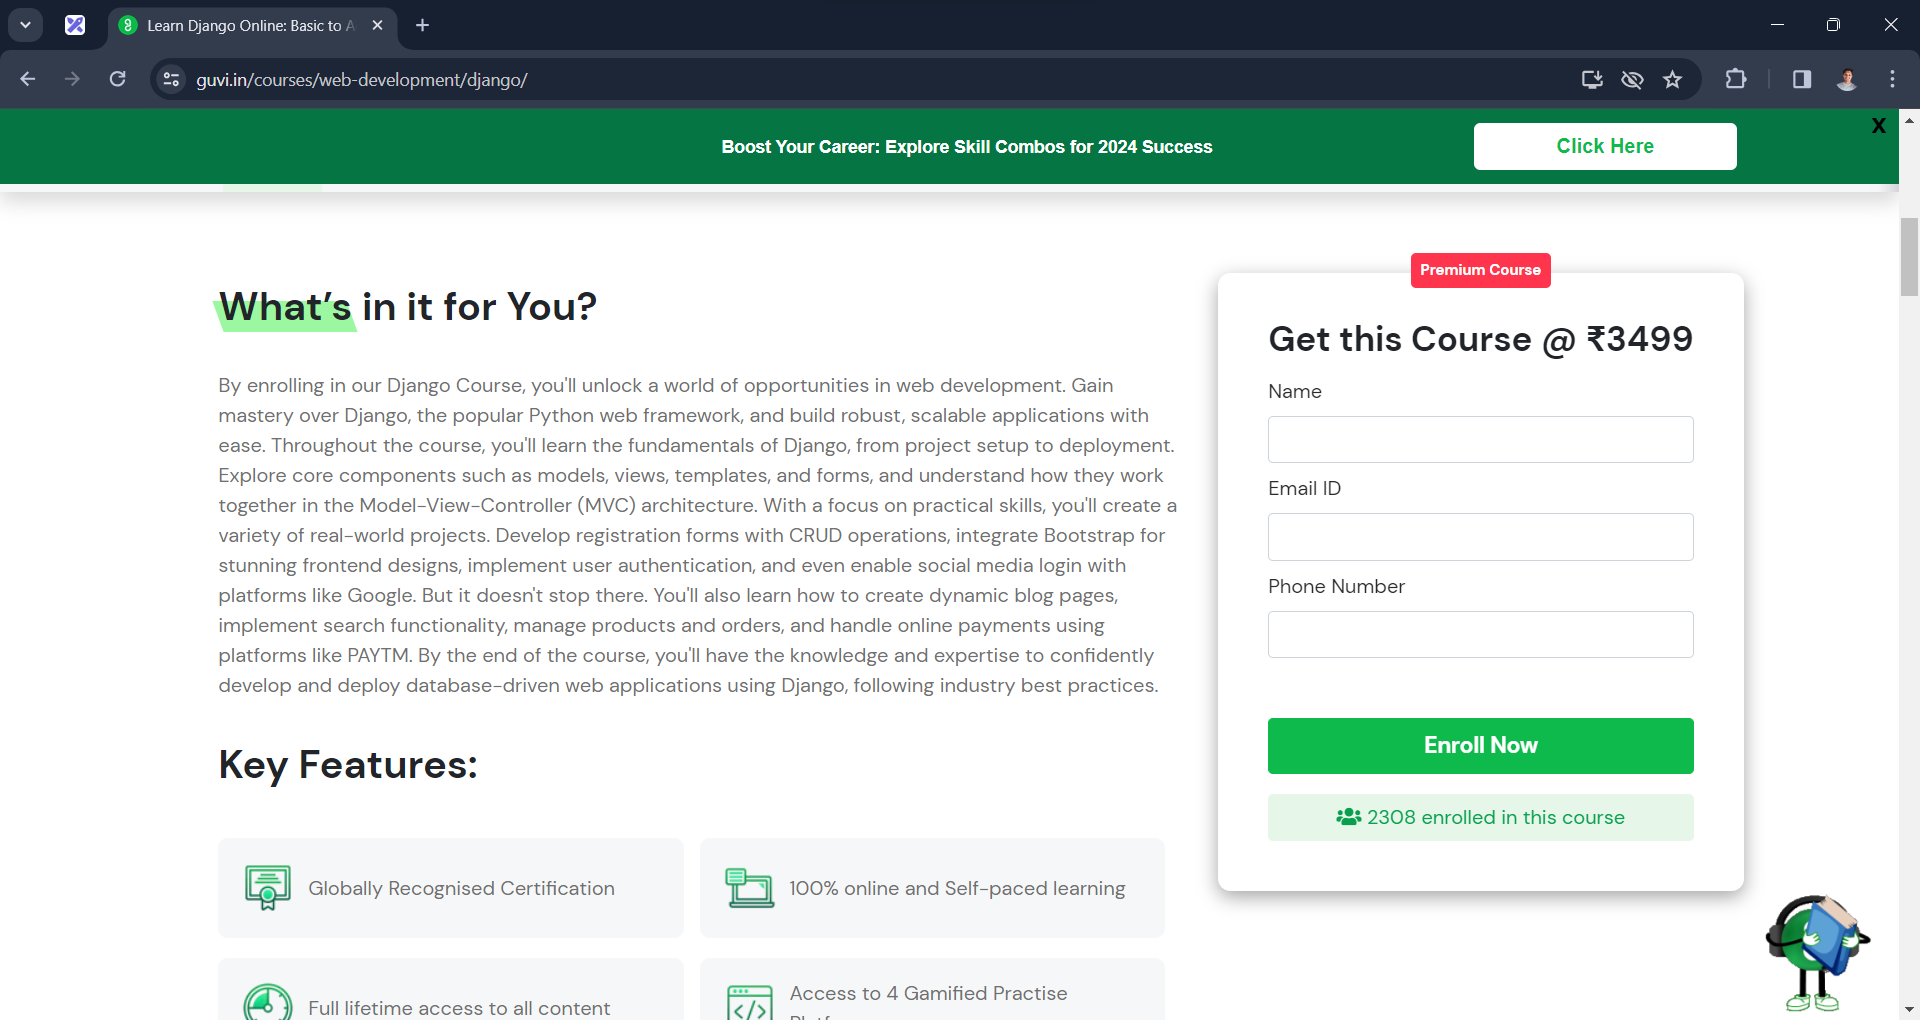 Learn Django Online: Basic to A
guvi.in/courses/web-development/django/
Boost Your Career: Explore Skill Combos for 2024 Success
Click Here
X
What's in it for You?
By enrolling in our Django Course, you'll unlock a world of opportunities in web development. Gain
mastery over Django, the popular Python web framework, and build robust, scalable applications with
ease. Throughout the course, you'll learn the fundamentals of Django, from project setup to deployment.
Explore core components such as models, views, templates, and forms, and understand how they work
together in the Model-View-Controller (MVC) architecture. With a focus on practical skills, you'll create a
variety of real-world projects. Develop registration forms with CRUD operations, integrate Bootstrap for
stunning frontend designs, implement user authentication, and even enable social media login with
platforms like Google. But it doesn't stop there. You'll also learn how to create dynamic blog pages,
implement search functionality, manage products and orders, and handle online payments using
platforms like PAYTM. By the end of the course, you'll have the knowledge and expertise to confidently
develop and deploy database-driven web applications using Django, following industry best practices.
Key Features:
Globally Recognised Certification
100% online and Self-paced learning
Full lifetime access to all content
Access to 4 Gamified Practise
Premium Course
Get this Course @ ₹3499
Name
Email ID
Phone Number
Enroll Now
2308 enrolled in this course